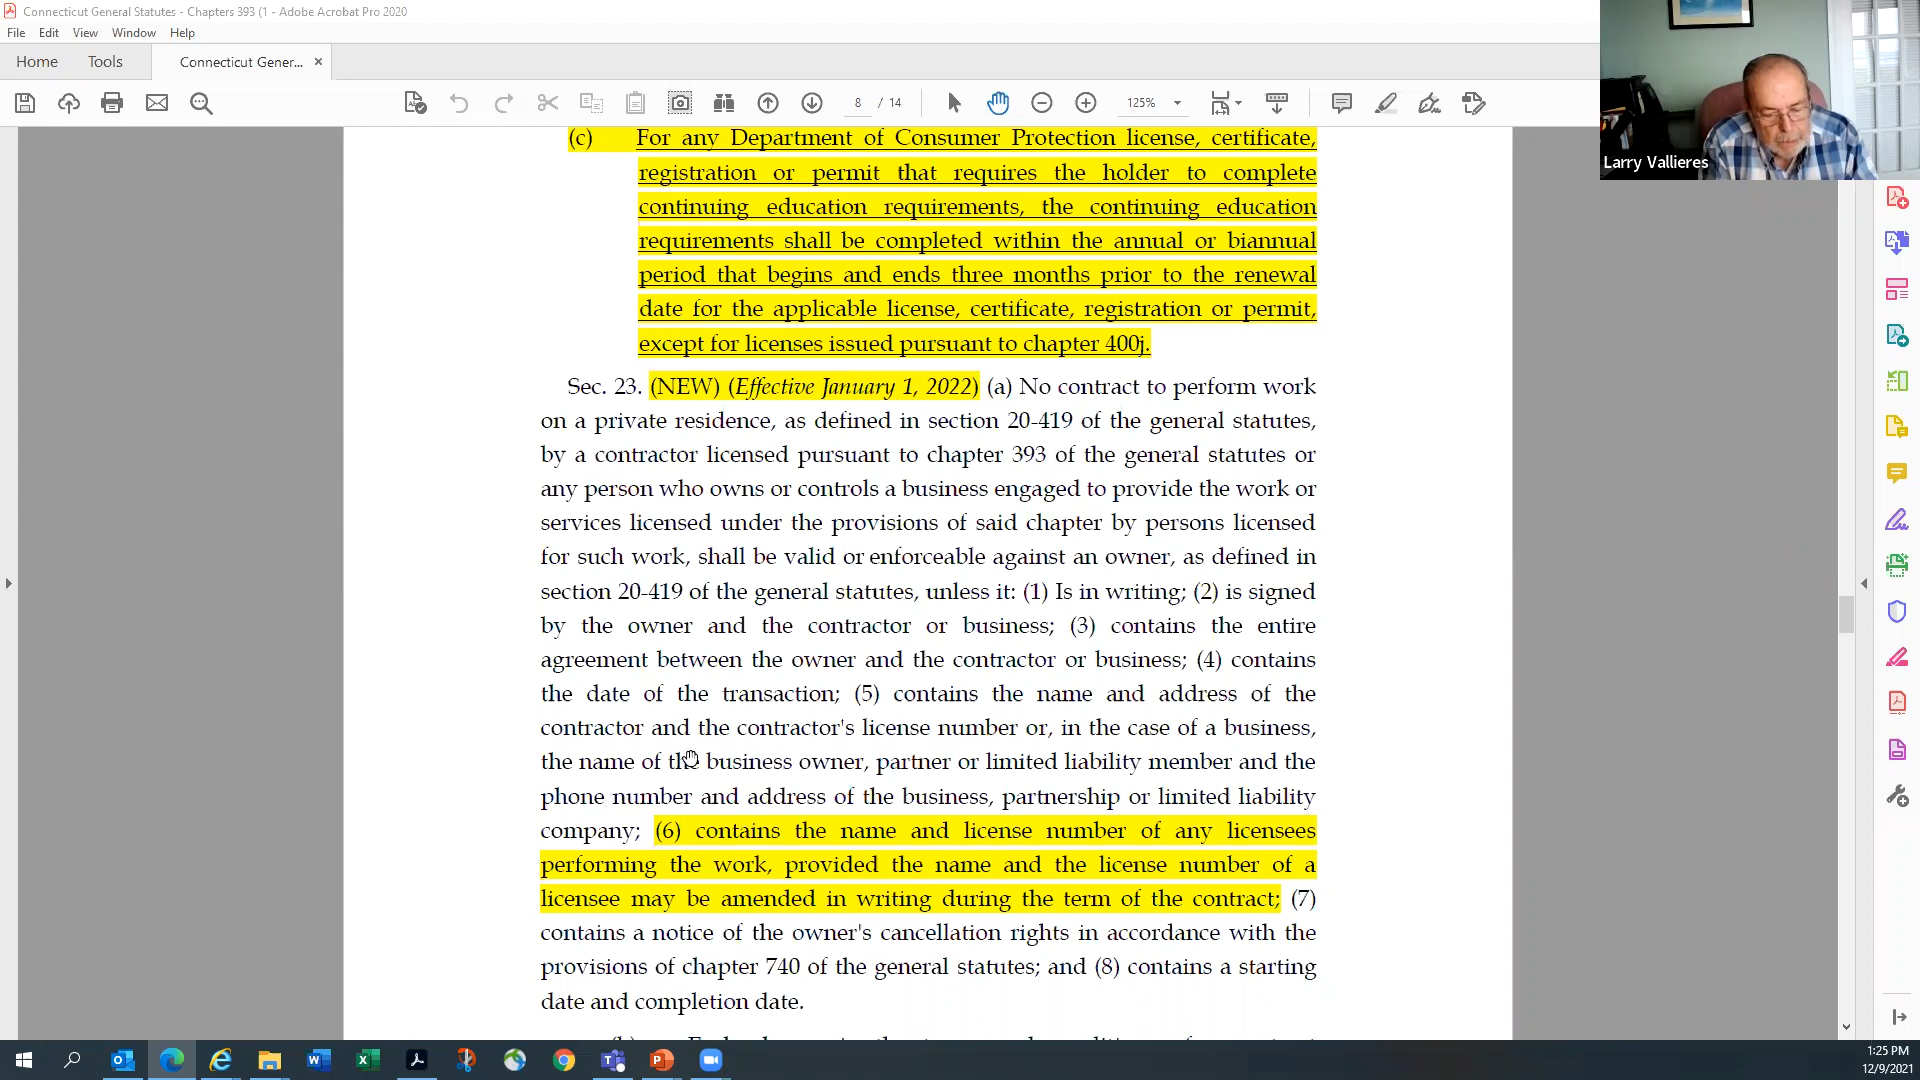 Connecticut General Statutes - Chapters 393 (1 - Adobe Acrobat Pro 2020
File Edit View Window Help
Home Tools Connecticut Gener... ×
8 / 14 125%
Larry Vallieres
(c) For any Department of Consumer Protection license, certificate,
registration or permit that requires the holder to complete
continuing education requirements, the continuing education
requirements shall be completed within the annual or biannual
period that begins and ends three months prior to the renewal
date for the applicable license, certificate, registration or permit,
except for licenses issued pursuant to chapter 400j.
Sec. 23. (NEW) (Effective January 1, 2022) (a) No contract to perform work
on a private residence, as defined in section 20-419 of the general statutes,
by a contractor licensed pursuant to chapter 393 of the general statutes or
any person who owns or controls a business engaged to provide the work or
services licensed under the provisions of said chapter by persons licensed
for such work, shall be valid or enforceable against an owner, as defined in
section 20-419 of the general statutes, unless it: (1) Is in writing; (2) is signed
by the owner and the contractor or business; (3) contains the entire
agreement between the owner and the contractor or business; (4) contains
the date of the transaction; (5) contains the name and address of the
contractor and the contractor's license number or, in the case of a business,
the name of the business owner, partner or limited liability member and the
phone number and address of the business, partnership or limited liability
company; (6) contains the name and license number of any licensees
performing the work, provided the name and the license number of a
licensee may be amended in writing during the term of the contract; (7)
contains a notice of the owner's cancellation rights in accordance with the
provisions of chapter 740 of the general statutes; and (8) contains a starting
date and completion date.
1:25 PM
12/9/2021